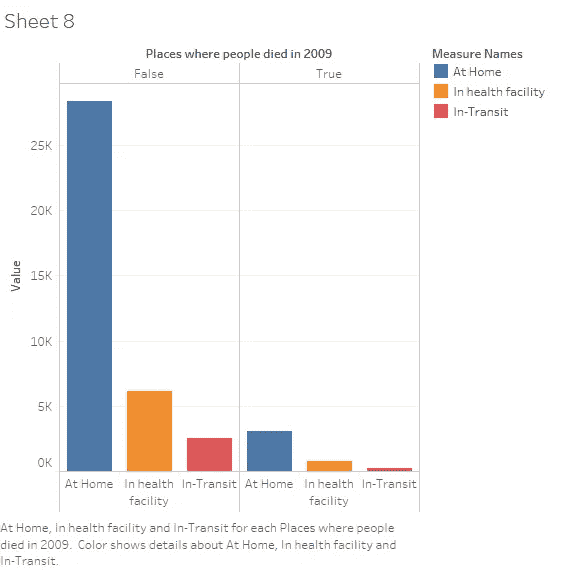 Sheet 8
Places where people died in 2009
Measure Names
False
True
At Home
In health facility
In-Transit
25K
20K
15K
10K
5K
0K
Value
At Home
In health
facility
In-Transit
At Home
In health
facility
In-Transit
At Home, In health facility and In-Transit for each Places where people
died in 2009.  Color shows details about At Home, In health facility and
In-Transit.